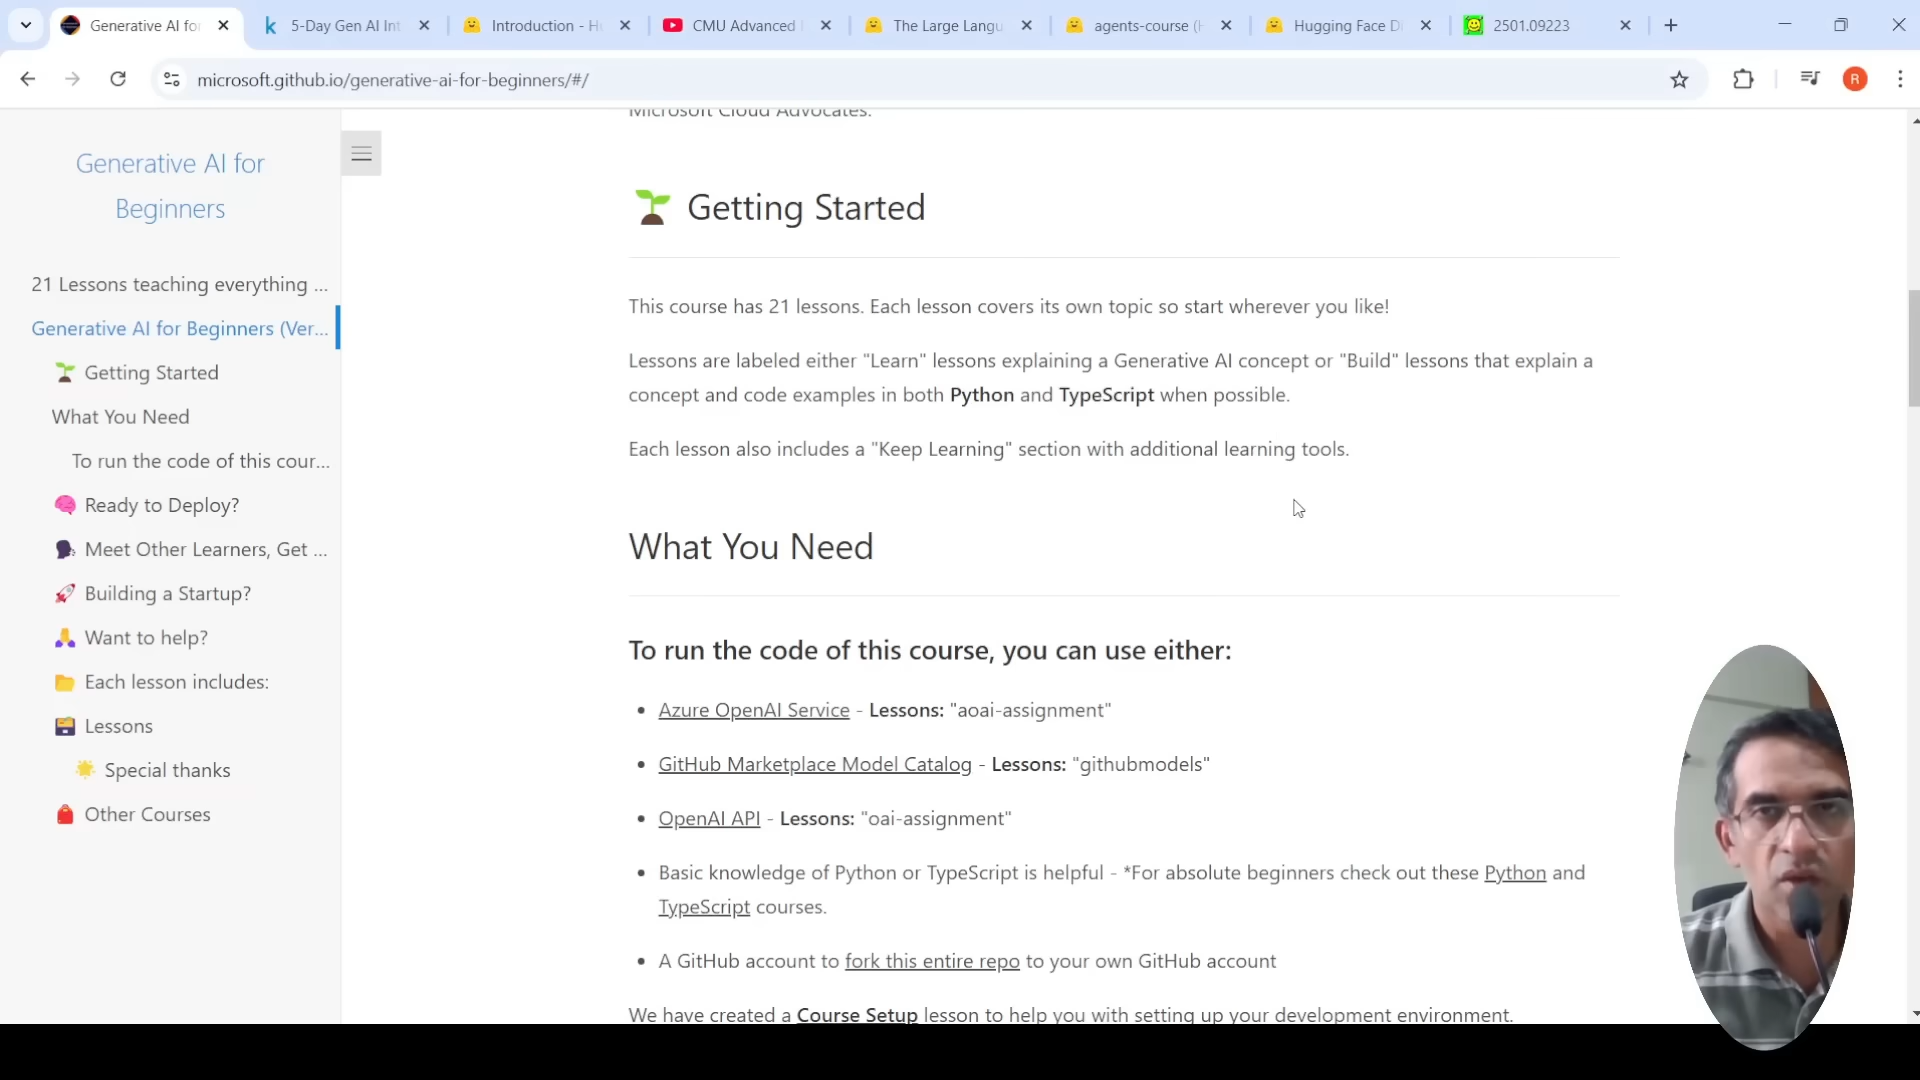 Generative AI for
5-Day Gen AI Int
Introduction - H
CMU Advanced
The Large Langu
agents-course (
Hugging Face D
2501.09223
microsoft.github.io/generative-ai-for-beginners/#/
R
Generative AI for
Beginners
21 Lessons teaching everything ...
Generative AI for Beginners (Ver...
Getting Started
What You Need
To run the code of this cour...
Ready to Deploy?
Meet Other Learners, Get ...
Building a Startup?
Want to help?
Each lesson includes:
Lessons
Special thanks
Other Courses
Microsoft Cloud Advocates.
Getting Started
This course has 21 lessons. Each lesson covers its own topic so start wherever you like!
Lessons are labeled either "Learn" lessons explaining a Generative AI concept or "Build" lessons that explain a
concept and code examples in both Python and TypeScript when possible.
Each lesson also includes a "Keep Learning" section with additional learning tools.
What You Need
To run the code of this course, you can use either:
Azure OpenAI Service - Lessons: "aoai-assignment"
GitHub Marketplace Model Catalog - Lessons: "githubmodels"
OpenAI API - Lessons: "oai-assignment"
Basic knowledge of Python or TypeScript is helpful - *For absolute beginners check out these Python and
TypeScript courses.
A GitHub account to fork this entire repo to your own GitHub account
We have created a Course Setup lesson to help you with setting up your development environment.